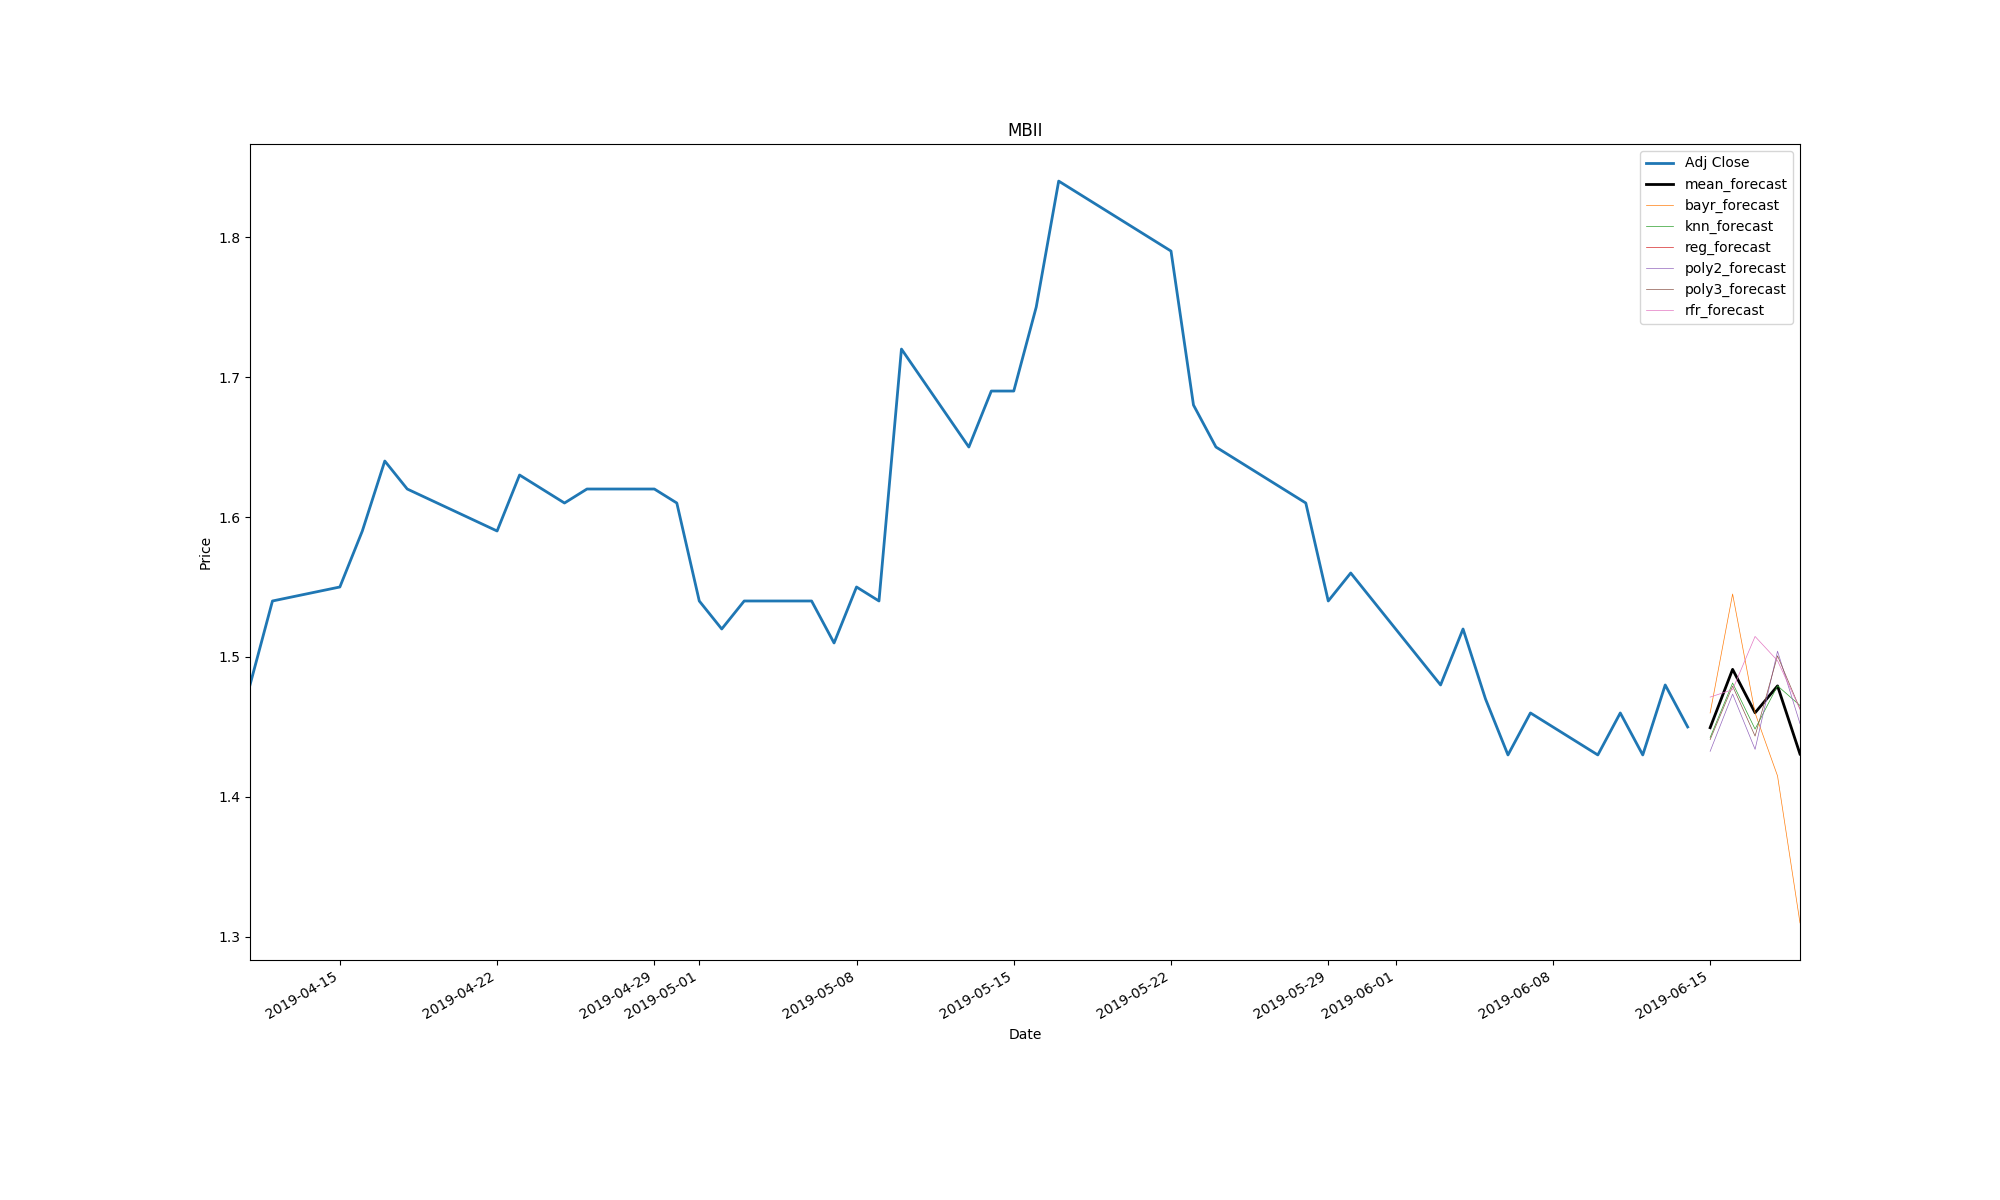 MBII
Adj Close
mean_forecast
bayr_forecast
knn_forecast
reg_forecast
poly2_forecast
poly3_forecast
rfr_forecast
1.8
1.7
1.6
1.5
1.4
1.3
Price
2019-04-15
2019-04-22
2019-04-29
2019-05-01
2019-05-08
2019-05-15
2019-05-22
2019-05-29
2019-06-01
2019-06-08
2019-06-15
Date